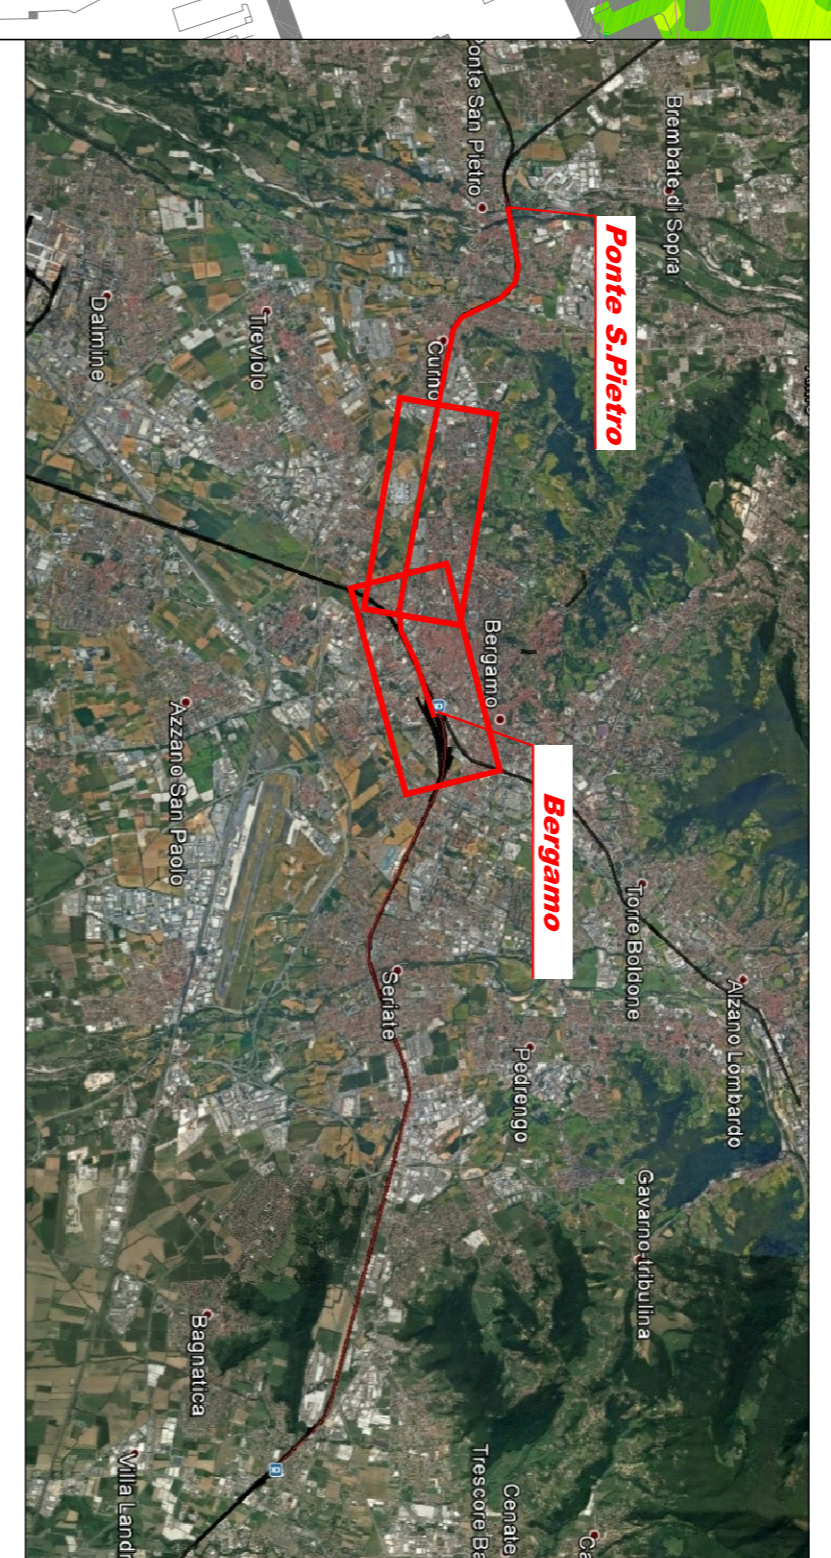 Ponte San Pietro
Brembate di Sopra
Ponte S.Pietro
Dalmine
Treviolo
Curno
Bergamo
Bergamo
Azzano San Paolo
Torre Boldone
Alzano Lombardo
Seriate
Pedrengo
Gavarno-tribulina
Bagnatica
Villa Landr
Trescore Ba
Cenate
Ca